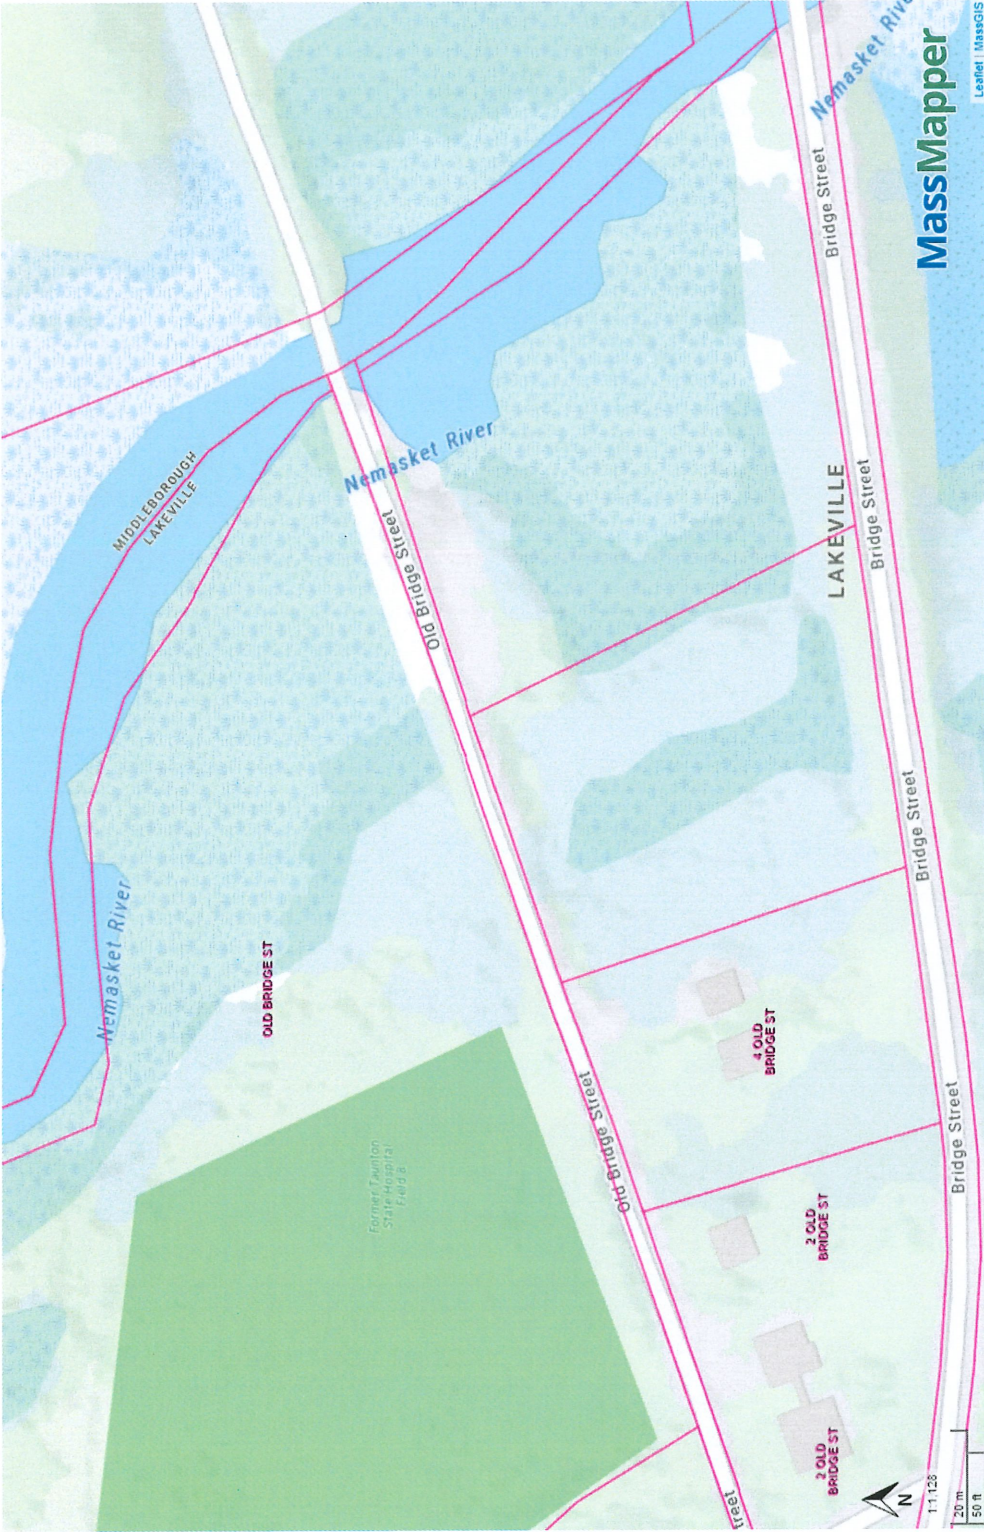 Nemasket River
MIDDLEBOROUGH
LAKEVILLE
OLD BRIDGE ST
Former Taunton
State Hospital
Field 8
Nemasket River
Old Bridge Street
Old Bridge Street
treet
4 OLD
BRIDGE ST
2 OLD
BRIDGE ST
2 OLD
BRIDGE ST
LAKEVILLE
Nemasket Rive
Bridge Street
Bridge Street
Bridge Street
Bridge Street
N
1:1,128
20 m
50 ft
MassMapper
Leaflet | MassGIS